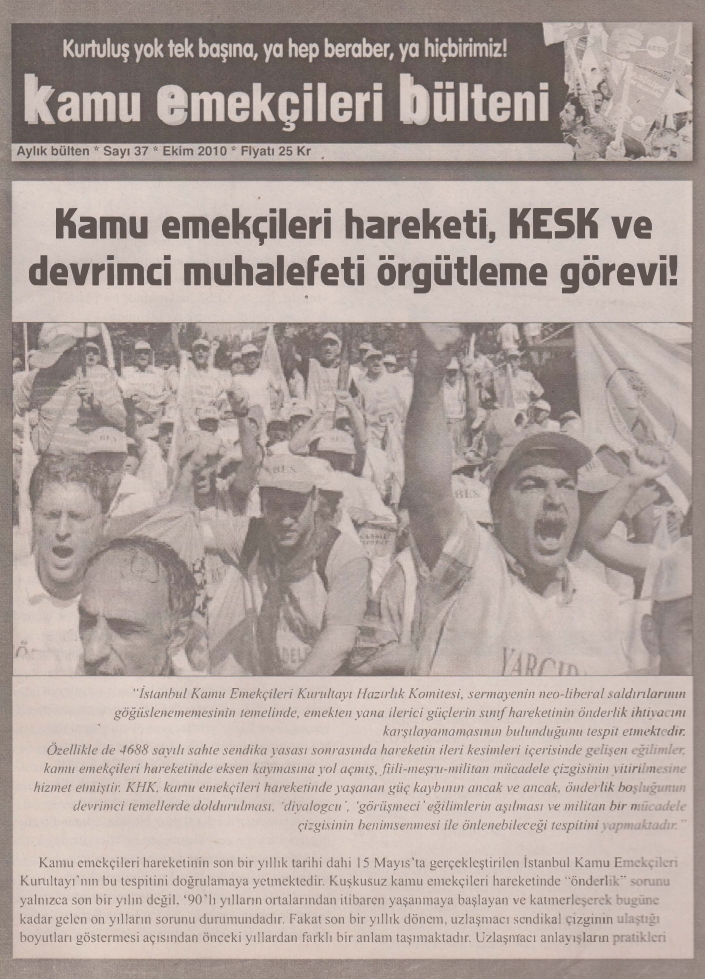 Kurtuluş yok tek başına, ya hep beraber, ya hiçbirimiz!
kamu emekçileri bülteni
Aylık bülten * Sayı 37 * Ekim 2010 * Fiyatı 25 Kr
Kamu emekçileri hareketi, KESK ve
devrimci muhalefeti örgütleme görevi!
BES
BES
BES
YARGI
"İstanbul Kamu Emekçileri Kurultayı Hazırlık Komitesi, sermayenin neo-liberal saldırılarının
göğüslenememesinin temelinde, emekten yana ilerici güçlerin sınıf hareketinin önderlik ihtiyacını
karşılayamamasının bulunduğunu tespit etmektedir.
Özellikle de 4688 sayılı sahte sendika yasası sonrasında hareketin ileri kesimleri içerisinde gelişen eğilimler,
kamu emekçileri hareketinde eksen kaymasına yol açmış, fiili-meşru-militan mücadele çizgisinin yitirilmesine
hizmet etmiştir. KHK, kamu emekçileri hareketinde yaşanan güç kaybının ancak ve ancak, önderlik boşluğunun
devrimci temellerde doldurulması, 'diyalogcu', 'görüşmeci' eğilimlerin aşılması ve militan bir mücadele
çizgisinin benimsenmesi ile önlenebileceği tespitini yapmaktadır."
Kamu emekçileri hareketinin son bir yıllık tarihi dahi 15 Mayıs'ta gerçekleştirilen İstanbul Kamu Emekçileri
Kurultayı'nın bu tespitini doğrulamaya yetmektedir. Kuşkusuz kamu emekçileri hareketinde "önderlik" sorunu
yalnızca son bir yılın değil, '90'lı yılların ortalarından itibaren yaşanmaya başlayan ve katmerleşerek bugüne
kadar gelen on yılların sorunu durumundadır. Fakat son bir yıllık dönem, uzlaşmacı sendikal çizginin ulaştığı
boyutları göstermesi açısından önceki yıllardan farklı bir anlam taşımaktadır. Uzlaşmacı anlayışların pratikleri